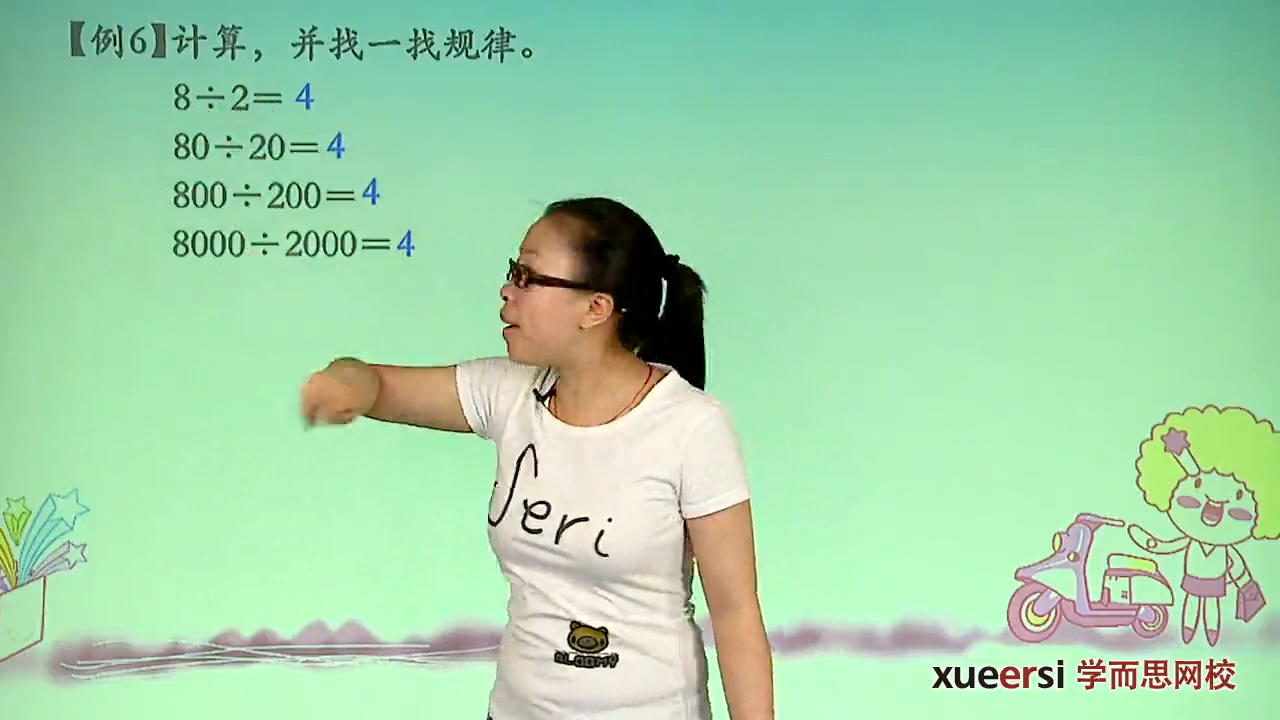 【例6】计算，并找一找规律。
8÷2= 4
80÷20=4
800÷200=4
8000÷2000=4
Seri
KLOOMY
xueersi 学而思网校